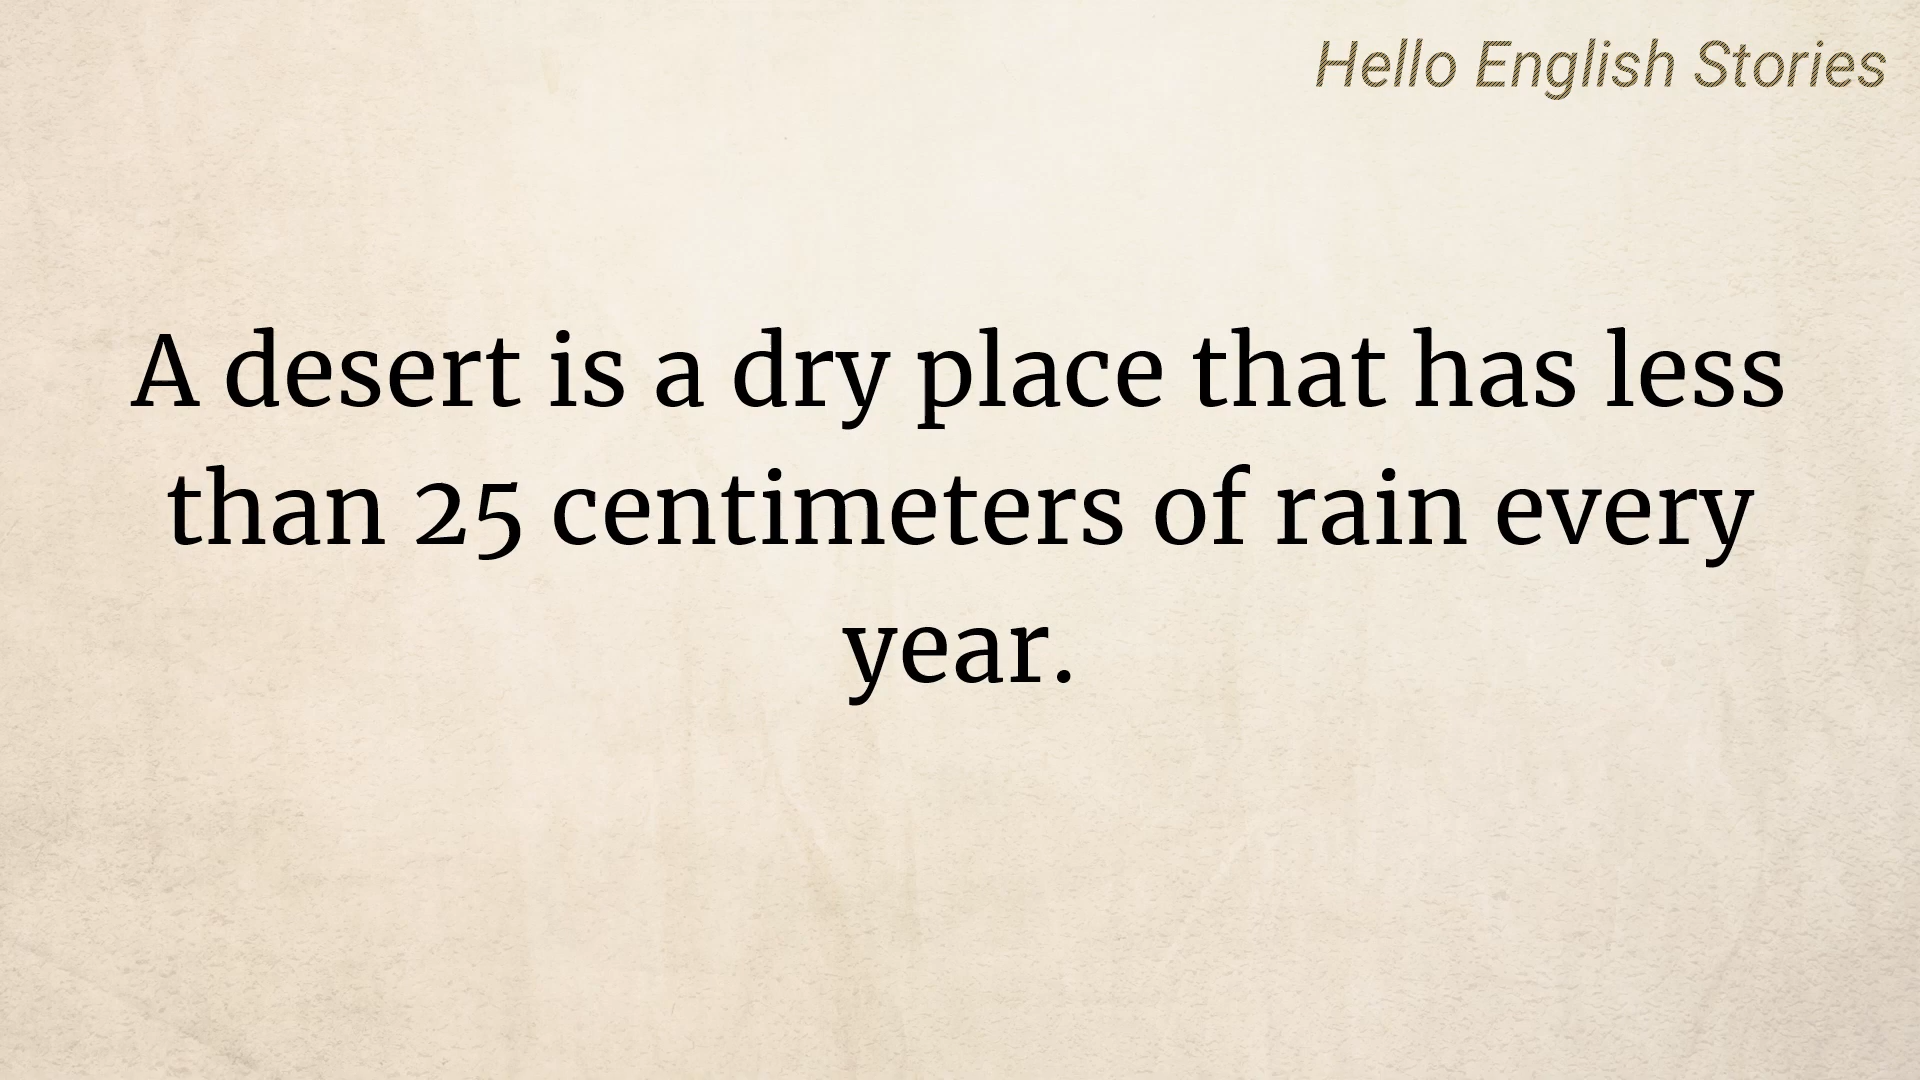 Hello English Stories
A desert is a dry place that has less
than 25 centimeters of rain every
year.